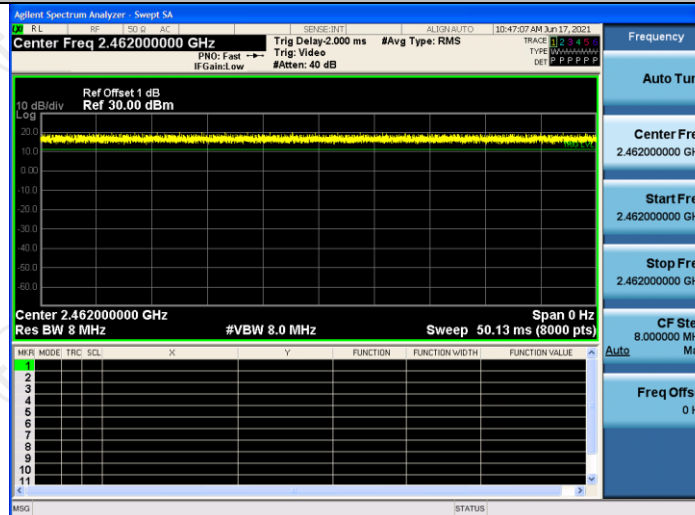 Agilent Spectrum Analyzer - Swept SA
RL RF 50 Ω AC SENSE:INT ALIGN AUTO 10:47:07 AM Jun 17, 2021
Center Freq 2.462000000 GHz Trig Delay-2.000 ms #Avg Type: RMS TRACE 1 2 3 4 5 6
PNO: Fast Trig: Video TYPE WWWWWW
IFGain:Low #Atten: 40 dB DET P P P P P P
Ref Offset 1 dB
10 dB/div Ref 30.00 dBm
Log
20.0
10.0
0.00
-10.0
-20.0
-30.0
-40.0
-50.0
-60.0
Center 2.462000000 GHz Span 0 Hz
Res BW 8 MHz #VBW 8.0 MHz Sweep 50.13 ms (8000 pts)
MKR MODE TRC SCL X Y FUNCTION FUNCTION WIDTH FUNCTION VALUE
1
2
3
4
5
6
7
8
9
10
11
MSG STATUS
Frequency
Auto Tun
Center Fre
2.462000000 GH
Start Fre
2.462000000 GH
Stop Fre
2.462000000 GH
CF Ste
8.000000 MH
Auto Ma
Freq Offs
0 H